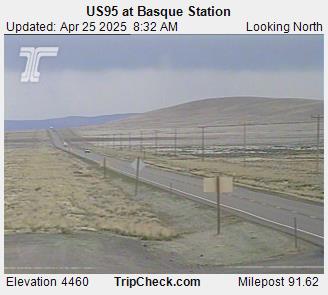 US95 at Basque Station
Updated: Apr 25 2025 8:32 AM Looking North
Elevation 4460 TripCheck.com Milepost 91.62